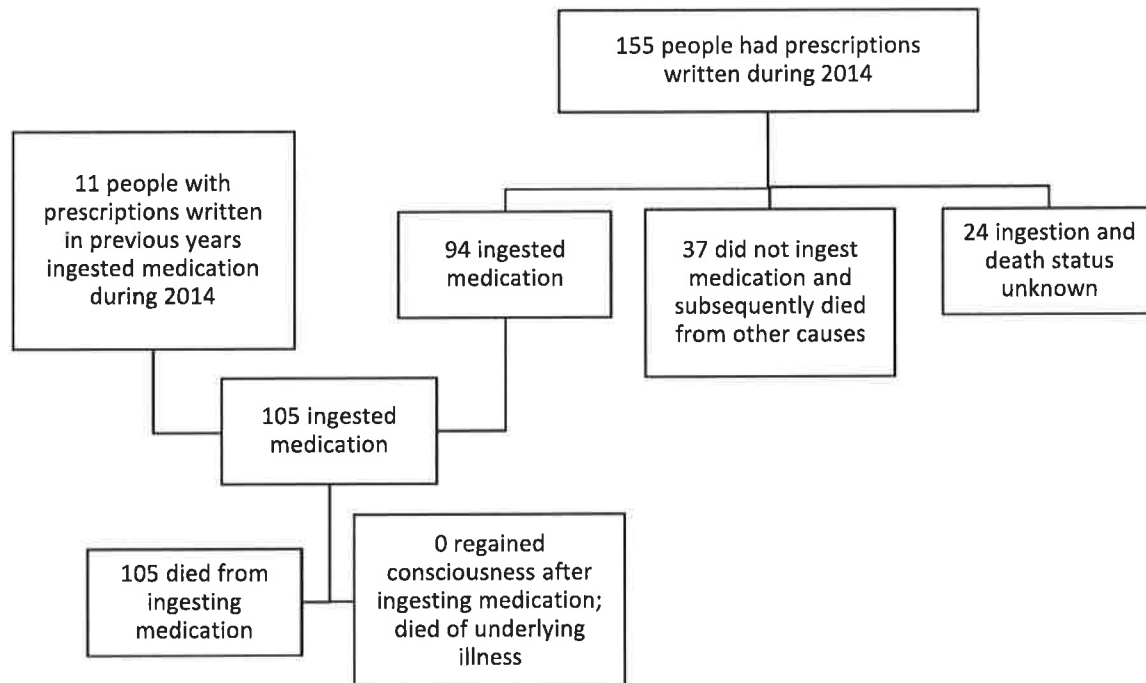 155 people had prescriptions
written during 2014
11 people with
prescriptions written
in previous years
ingested medication
during 2014
94 ingested
medication
37 did not ingest
medication and
subsequently died
from other causes
24 ingestion and
death status
unknown
105 ingested
medication
105 died from
ingesting
medication
0 regained
consciousness after
ingesting medication;
died of underlying
illness